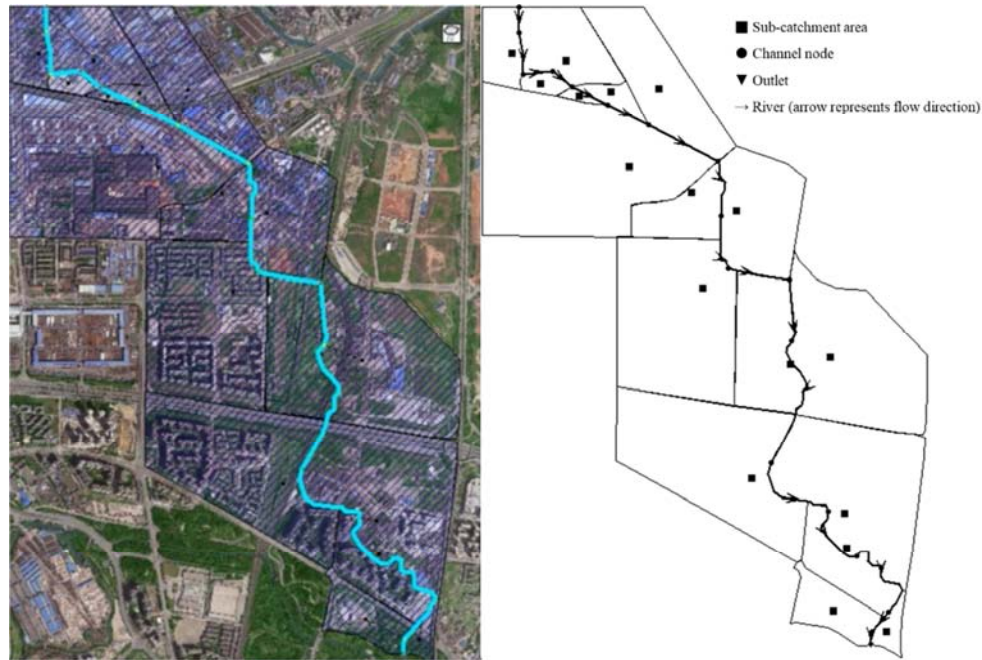 Sub-catchment area
Channel node
Outlet
River (arrow represents flow direction)